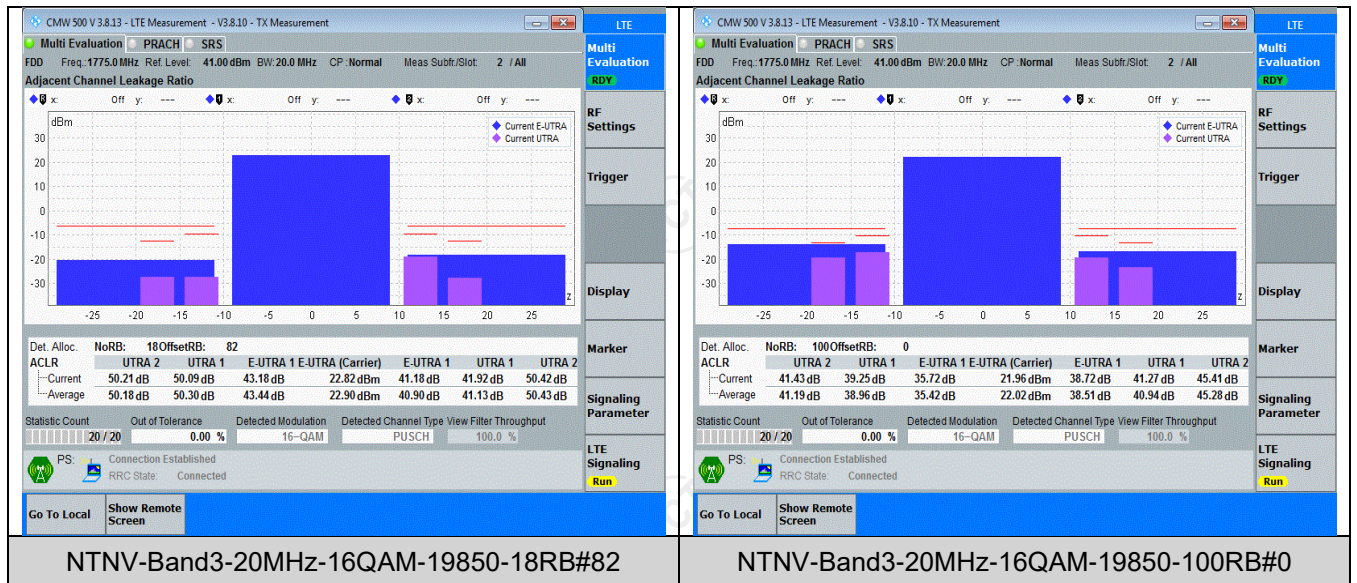 CMW 500 V 3.8.13 - LTE Measurement - V3.8.10 - TX Measurement
LTE
Multi Evaluation PRACH SRS
Multi Evaluation
RDY
FDD Freq.:1775.0 MHz Ref. Level: 41.00 dBm BW:20.0 MHz CP :Normal Meas Subfr./Slot: 2 / All
Adjacent Channel Leakage Ratio
x: Off y: --- x: Off y: --- x: Off y: ---
dBm
Current E-UTRA
Current UTRA
30
20
10
0
-10
-20
-30
-25 -20 -15 -10 -5 0 5 10 15 20 25
z
RF Settings
Trigger
Display
Marker
Signaling Parameter
LTE Signaling
Run
Det. Alloc. NoRB: 18 OffsetRB: 82
ACLR UTRA 2 UTRA 1 E-UTRA 1 E-UTRA (Carrier) E-UTRA 1 UTRA 1 UTRA 2
Current 50.21 dB 50.09 dB 43.18 dB 22.82 dBm 41.18 dB 41.92 dB 50.42 dB
Average 50.18 dB 50.30 dB 43.44 dB 22.90 dBm 40.90 dB 41.13 dB 50.43 dB
Statistic Count Out of Tolerance Detected Modulation Detected Channel Type View Filter Throughput
20 / 20 0.00 % 16-QAM PUSCH 100.0 %
PS: Connection Established
RRC State: Connected
Go To Local
Show Remote Screen
NTNV-Band3-20MHz-16QAM-19850-18RB#82
CMW 500 V 3.8.13 - LTE Measurement - V3.8.10 - TX Measurement
LTE
Multi Evaluation PRACH SRS
Multi Evaluation
RDY
FDD Freq.:1775.0 MHz Ref. Level: 41.00 dBm BW:20.0 MHz CP :Normal Meas Subfr./Slot: 2 / All
Adjacent Channel Leakage Ratio
x: Off y: --- x: Off y: --- x: Off y: ---
dBm
Current E-UTRA
Current UTRA
30
20
10
0
-10
-20
-30
-25 -20 -15 -10 -5 0 5 10 15 20 25
z
RF Settings
Trigger
Display
Marker
Signaling Parameter
LTE Signaling
Run
Det. Alloc. NoRB: 100 OffsetRB: 0
ACLR UTRA 2 UTRA 1 E-UTRA 1 E-UTRA (Carrier) E-UTRA 1 UTRA 1 UTRA 2
Current 41.43 dB 39.25 dB 35.72 dB 21.96 dBm 38.72 dB 41.27 dB 45.41 dB
Average 41.19 dB 38.96 dB 35.42 dB 22.02 dBm 38.51 dB 40.94 dB 45.28 dB
Statistic Count Out of Tolerance Detected Modulation Detected Channel Type View Filter Throughput
20 / 20 0.00 % 16-QAM PUSCH 100.0 %
PS: Connection Established
RRC State: Connected
Go To Local
Show Remote Screen
NTNV-Band3-20MHz-16QAM-19850-100RB#0